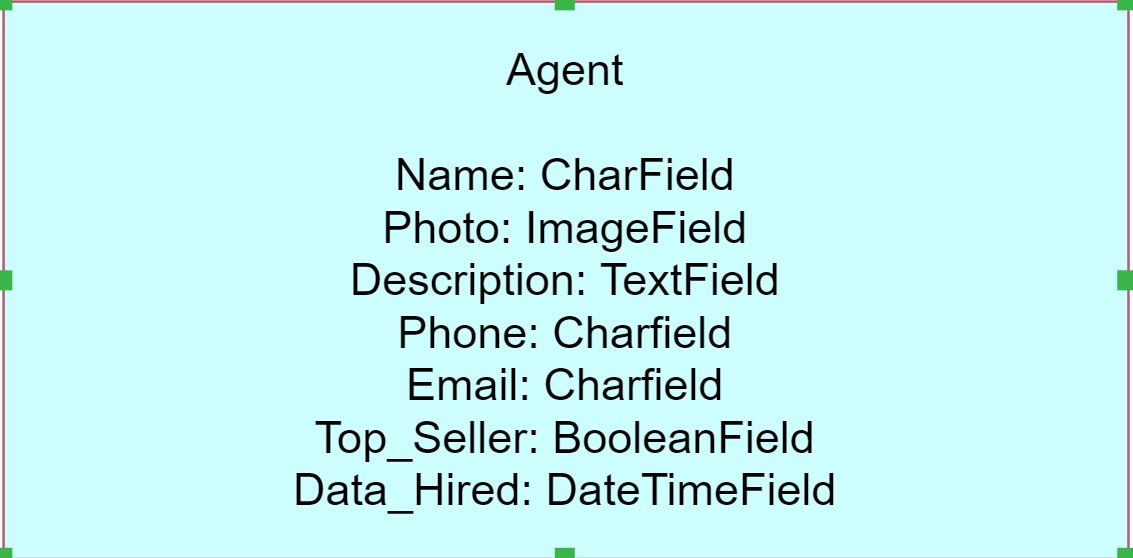 Agent
Name: CharField
Photo: ImageField
Description: TextField
Phone: Charfield
Email: Charfield
Top_Seller: BooleanField
Data_Hired: DateTimeField